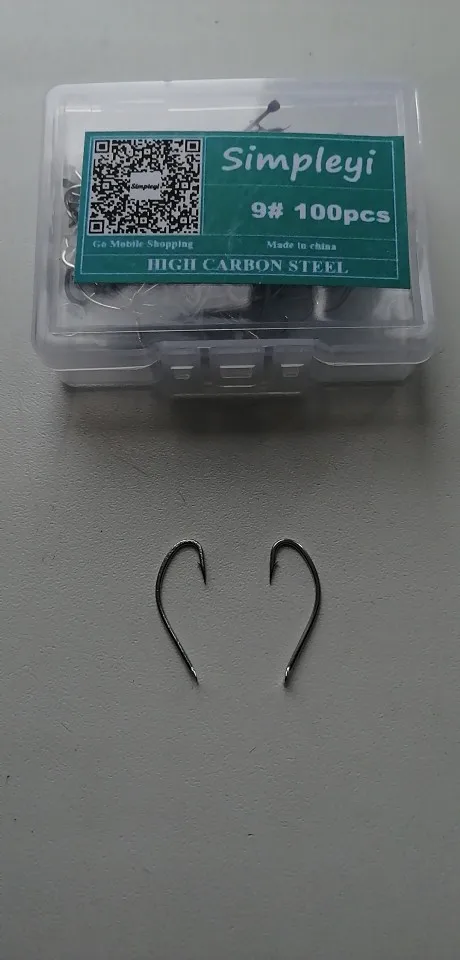 Simpleyi
Simpleyi
9# 100pcs
Go Mobile Shopping
Made in china
HIGH CARBON STEEL